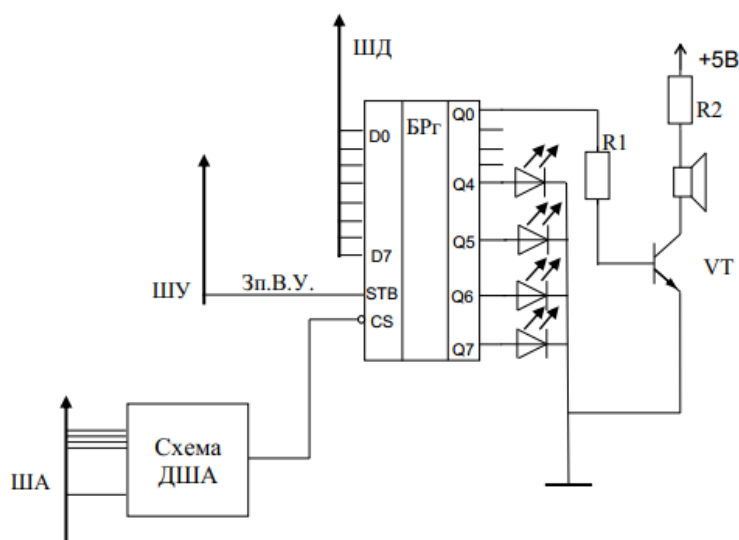 ШД
+5В
D0
БРг
Q0
R2
R1
Q4
D7
Q5
VT
ШУ
Зп.В.У.
STB
Q6
CS
Q7
Схема
ДША
ША